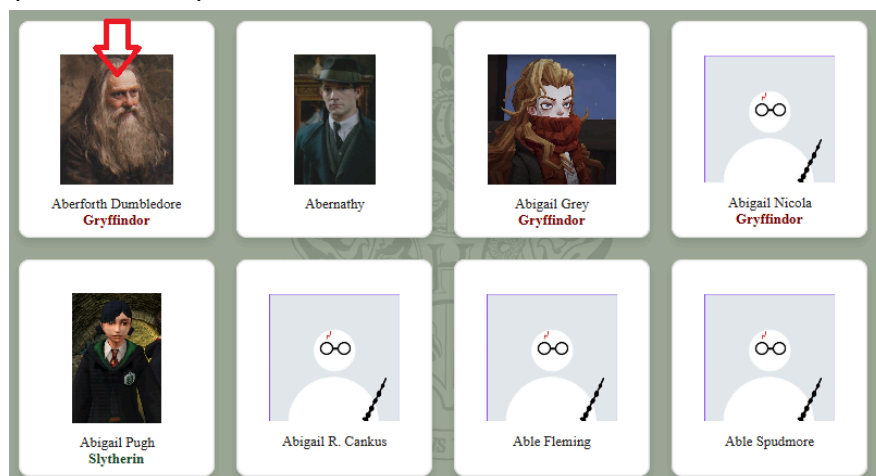 Aberforth Dumbledore
Gryffindor
Abernathy
Abigail Grey
Gryffindor
Abigail Nicola
Gryffindor
Abigail Pugh
Slytherin
Abigail R. Cankus
Able Fleming
Able Spudmore